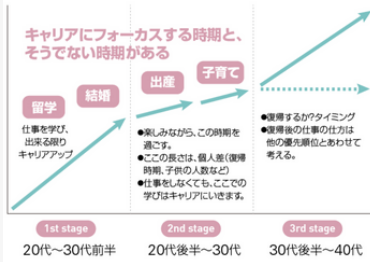 キャリアにフォーカスする時期と、
そうでない時期がある
留学
結婚
出産
子育て
仕事を学び、
出来る限り
キャリアアップ
●楽しみながら、この時期を
過ごす。
●ここの長さは、個人差(復帰
時期、子供の人数など)
●仕事をしなくても、ここでの
学びはキャリアにいきます。
●復帰するか?タイミング
●復帰後の仕事の仕方は
他の優先順位とあわせて
考える。
1st stage
2nd stage
3rd stage
20代〜30代前半
20代後半〜30代
30代後半〜40代